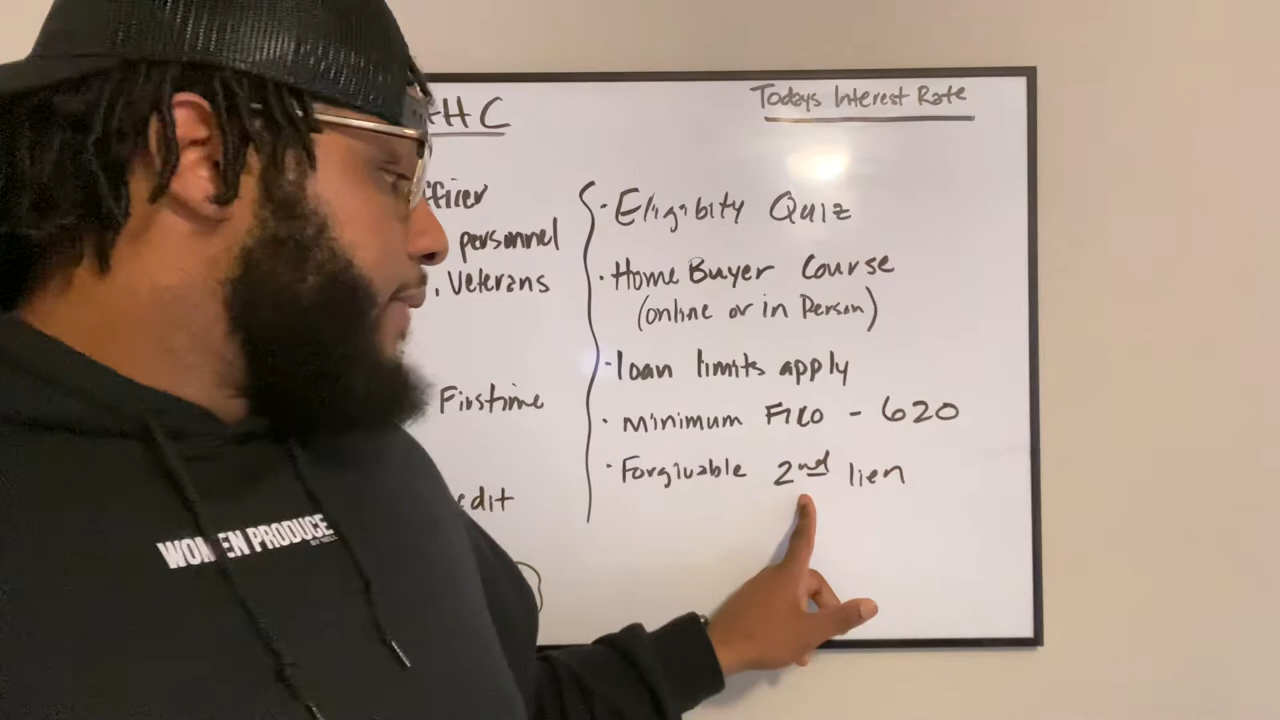 HC
Todays Interest Rate
fficer
personnel
, Veterans
Firstime
edit
· Eligibity Quiz
· Home Buyer Course
(online or in Person)
· loan limits apply
· minimum FICO - 620
· Forgivable 2nd lien
WOMEN PRODUCE